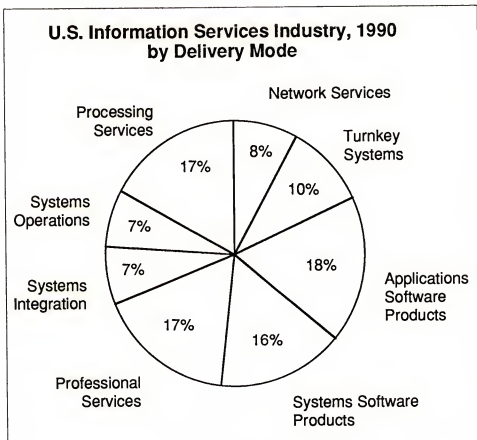 U.S. Information Services Industry, 1990
by Delivery Mode
Network Services
8%
Turnkey
Systems
10%
Applications
Software
Products
18%
Systems Software
Products
16%
Professional
Services
17%
Systems
Integration
7%
Systems
Operations
7%
Processing
Services
17%